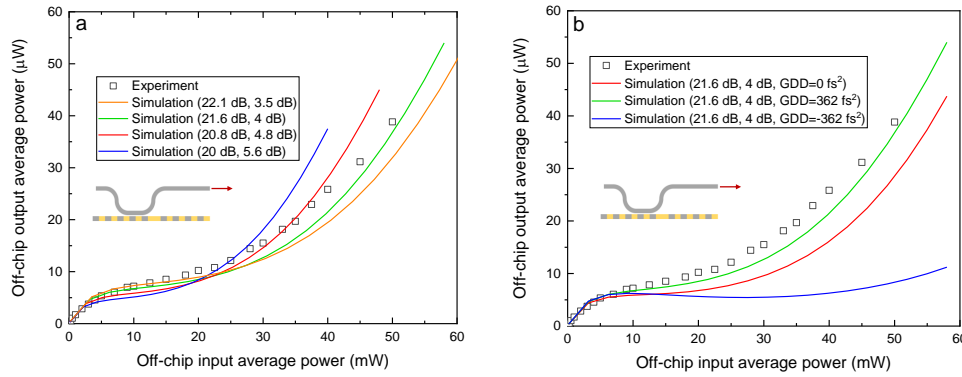 a
Off-chip output average power (μW)
60
50
40
30
20
10
0
Experiment
Simulation (22.1 dB, 3.5 dB)
Simulation (21.6 dB, 4 dB)
Simulation (20.8 dB, 4.8 dB)
Simulation (20 dB, 5.6 dB)
0 10 20 30 40 50 60
Off-chip input average power (mW)
b
Off-chip output average power (μW)
60
50
40
30
20
10
0
Experiment
Simulation (21.6 dB, 4 dB, GDD=0 fs²)
Simulation (21.6 dB, 4 dB, GDD=362 fs²)
Simulation (21.6 dB, 4 dB, GDD=-362 fs²)
0 10 20 30 40 50 60
Off-chip input average power (mW)